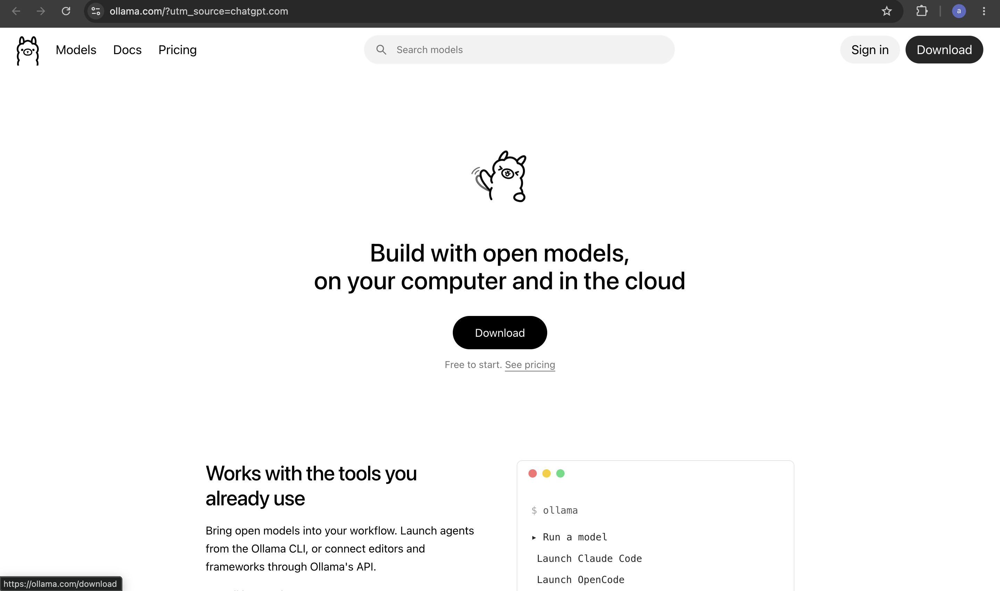 ollama.com/?utm_source=chatgpt.com
a
Models Docs Pricing
Search models
Sign in
Download
Build with open models,
on your computer and in the cloud
Download
Free to start. See pricing
Works with the tools you
already use
Bring open models into your workflow. Launch agents
from the Ollama CLI, or connect editors and
frameworks through Ollama's API.
$ ollama
▸ Run a model
Launch Claude Code
Launch OpenCode
https://ollama.com/download